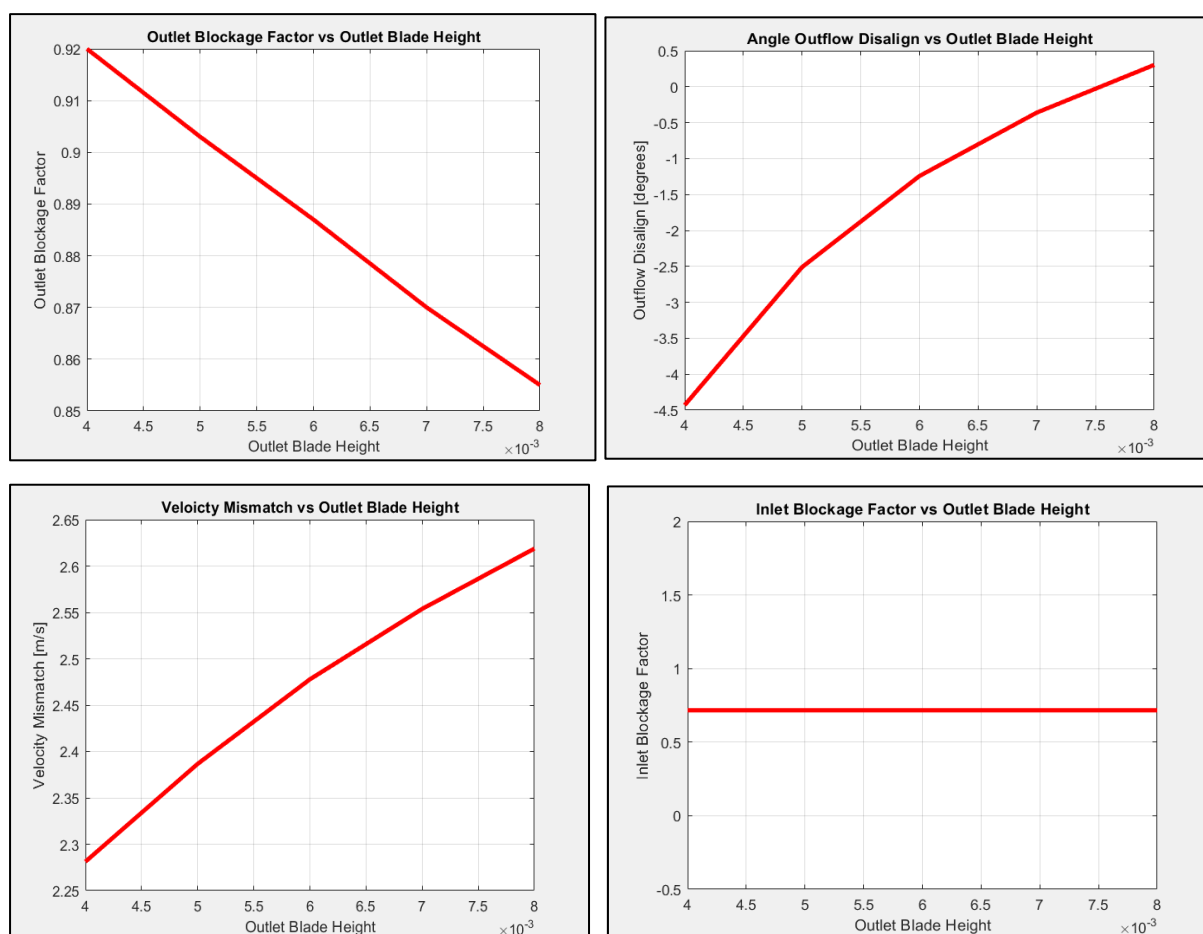 Outlet Blockage Factor vs Outlet Blade Height
0.92
0.91
0.9
0.89
0.88
0.87
0.86
0.85
Outlet Blockage Factor
4 4.5 5 5.5 6 6.5 7 7.5 8
Outlet Blade Height
×10-3
Angle Outflow Disalign vs Outlet Blade Height
0.5
0
-0.5
-1
-1.5
-2
-2.5
-3
-3.5
-4
-4.5
Outflow Disalign [degrees]
4 4.5 5 5.5 6 6.5 7 7.5 8
Outlet Blade Height
×10-3
Veloicty Mismatch vs Outlet Blade Height
2.65
2.6
2.55
2.5
2.45
2.4
2.35
2.3
2.25
Velocity Mismatch [m/s]
4 4.5 5 5.5 6 6.5 7 7.5 8
Outlet Blade Height
×10-3
Inlet Blockage Factor vs Outlet Blade Height
2
1.5
1
0.5
0
-0.5
Inlet Blockage Factor
4 4.5 5 5.5 6 6.5 7 7.5 8
Outlet Blade Height
×10-3